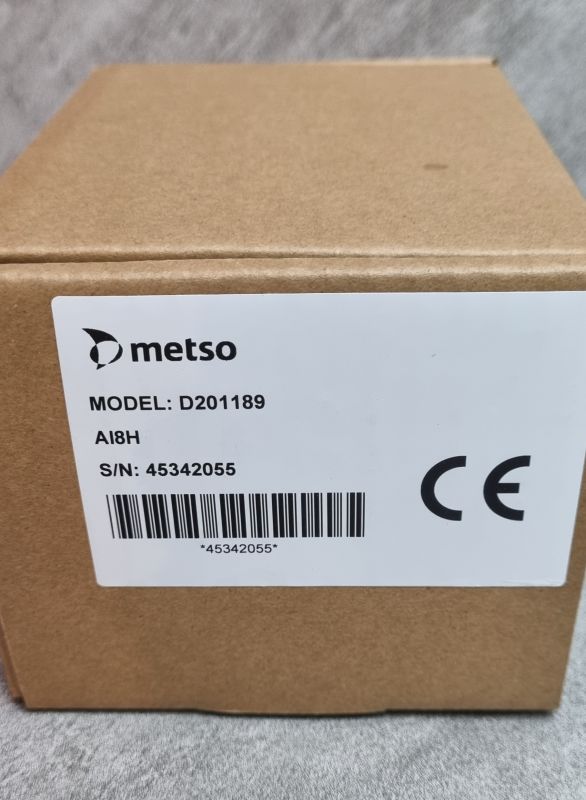 metso
MODEL: D201189
AI8H
S/N: 45342055
CE
*45342055*